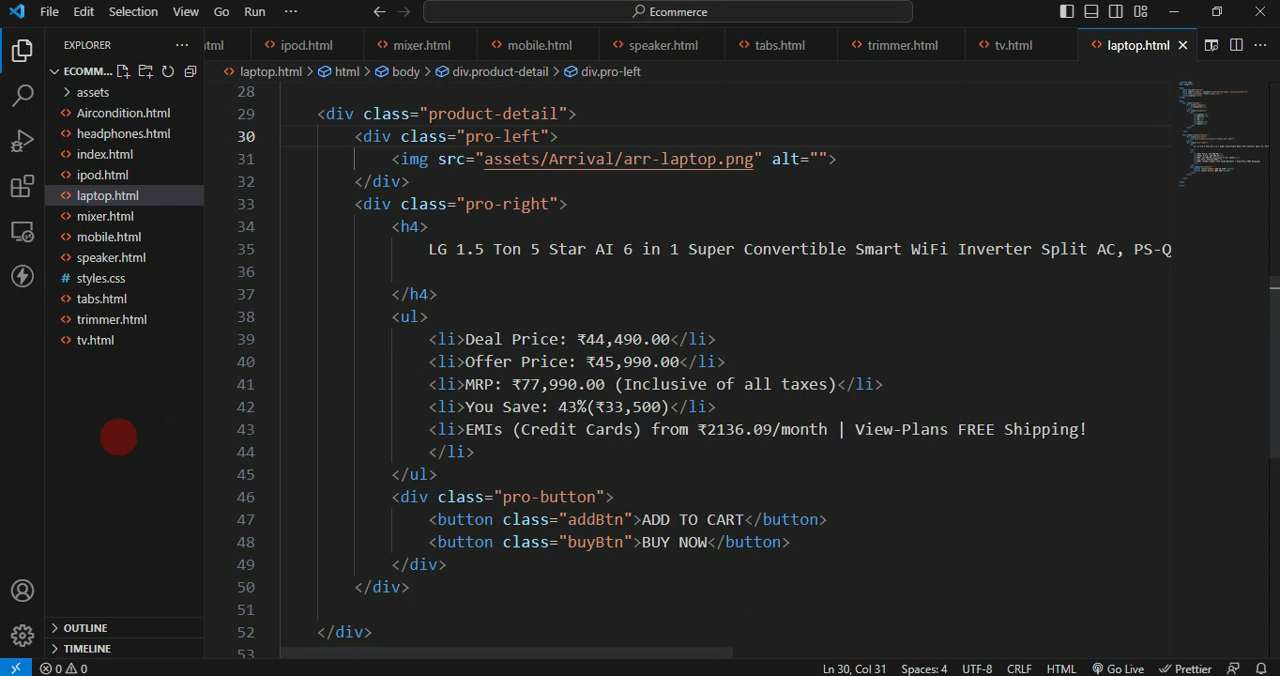 File Edit Selection View Go Run ··· Ecommerce
EXPLORER ···
ml ipod.html mixer.html mobile.html speaker.html tabs.html trimmer.html tv.html laptop.html
ECOMM...
laptop.html > html > body > div.product-detail > div.pro-left
assets
Aircondition.html
headphones.html
index.html
ipod.html
laptop.html
mixer.html
mobile.html
speaker.html
styles.css
tabs.html
trimmer.html
tv.html
OUTLINE
TIMELINE
28
29 <div class="product-detail">
30 <div class="pro-left">
31 <img src="assets/Arrival/arr-laptop.png" alt="">
32 </div>
33 <div class="pro-right">
34 <h4>
35 LG 1.5 Ton 5 Star AI 6 in 1 Super Convertible Smart WiFi Inverter Split AC, PS-Q
36
37 </h4>
38 <ul>
39 <li>Deal Price: ₹44,490.00</li>
40 <li>Offer Price: ₹45,990.00</li>
41 <li>MRP: ₹77,990.00 (Inclusive of all taxes)</li>
42 <li>You Save: 43%(₹33,500)</li>
43 <li>EMIs (Credit Cards) from ₹2136.09/month | View-Plans FREE Shipping!
44 </li>
45 </ul>
46 <div class="pro-button">
47 <button class="addBtn">ADD TO CART</button>
48 <button class="buyBtn">BUY NOW</button>
49 </div>
50 </div>
51
52 </div>
53
0 0 Ln 30, Col 31 Spaces: 4 UTF-8 CRLF HTML Go Live Prettier